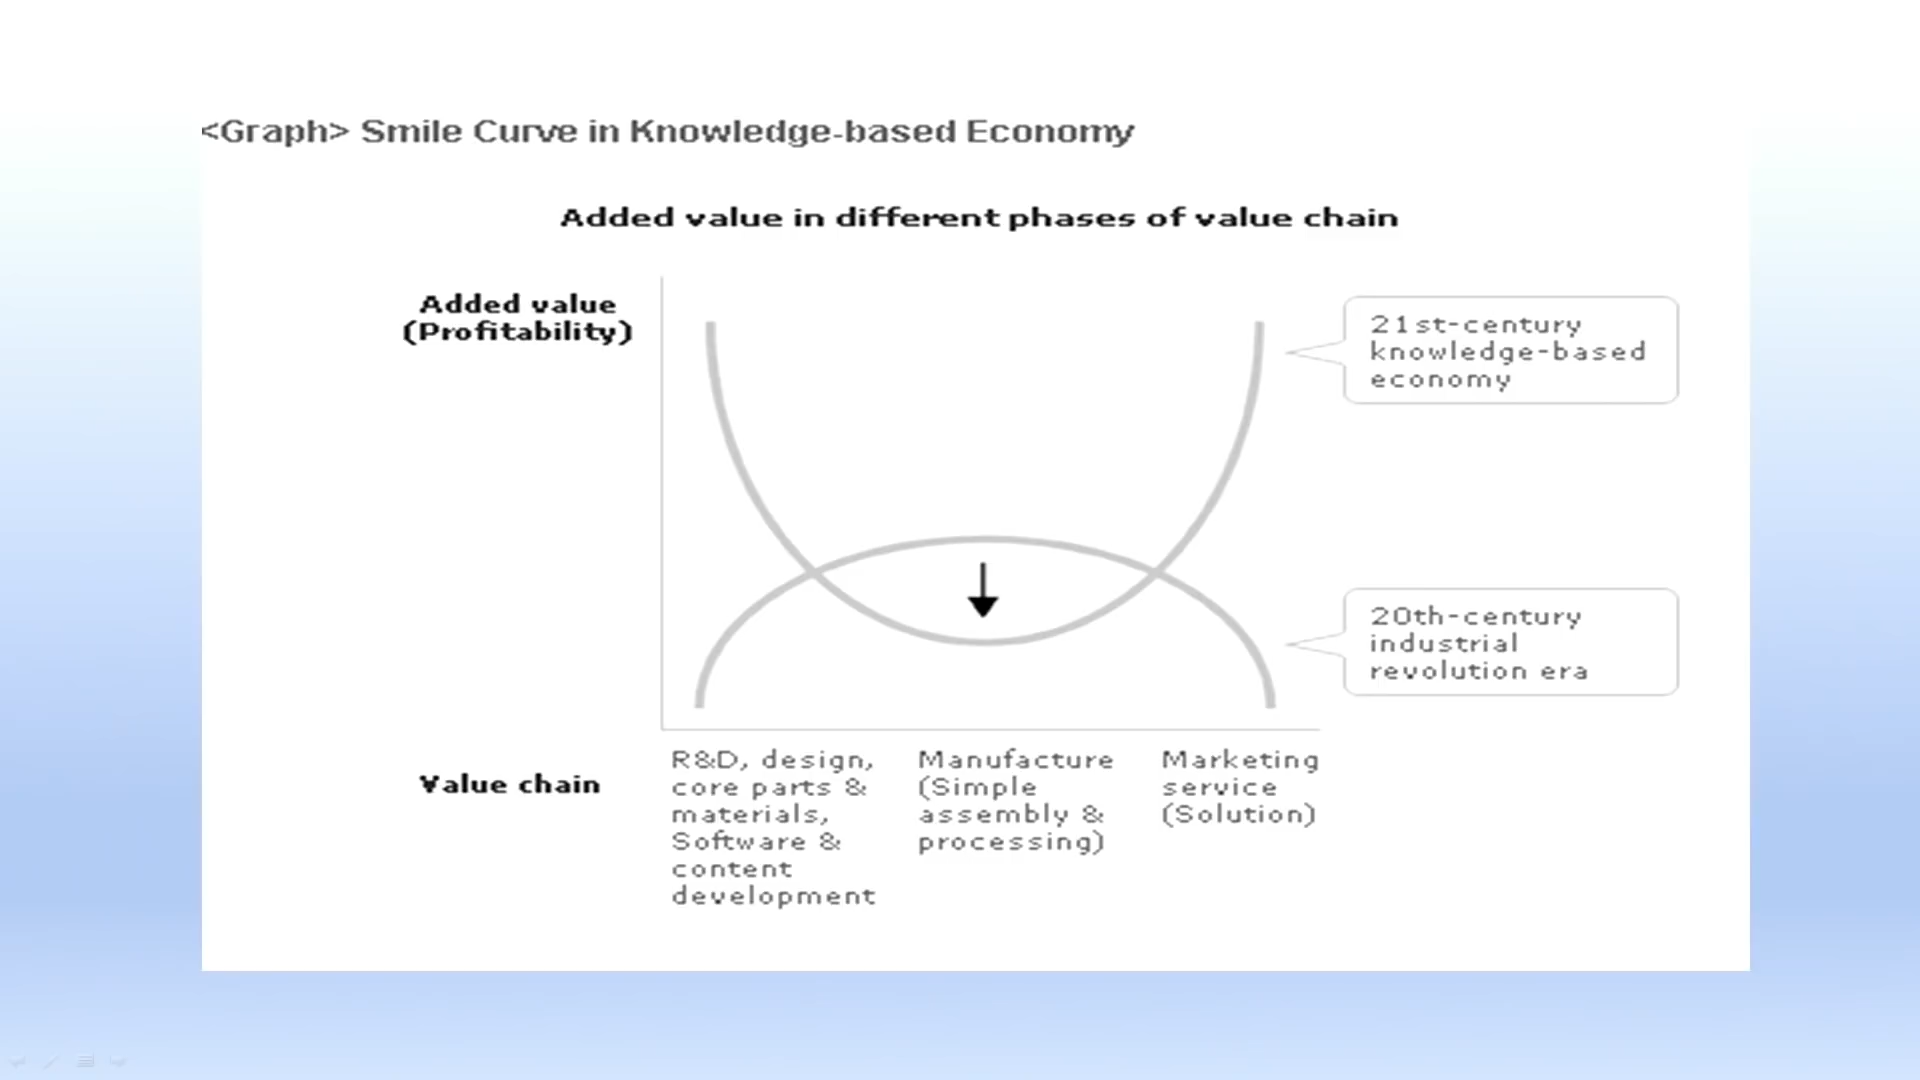 <Graph> Smile Curve in Knowledge-based Economy
Added value in different phases of value chain
Added value
(Profitability)
21st-century
knowledge-based
economy
20th-century
industrial
revolution era
Value chain
R&D, design,
core parts &
materials,
Software &
content
development
Manufacture
(Simple
assembly &
processing)
Marketing
service
(Solution)